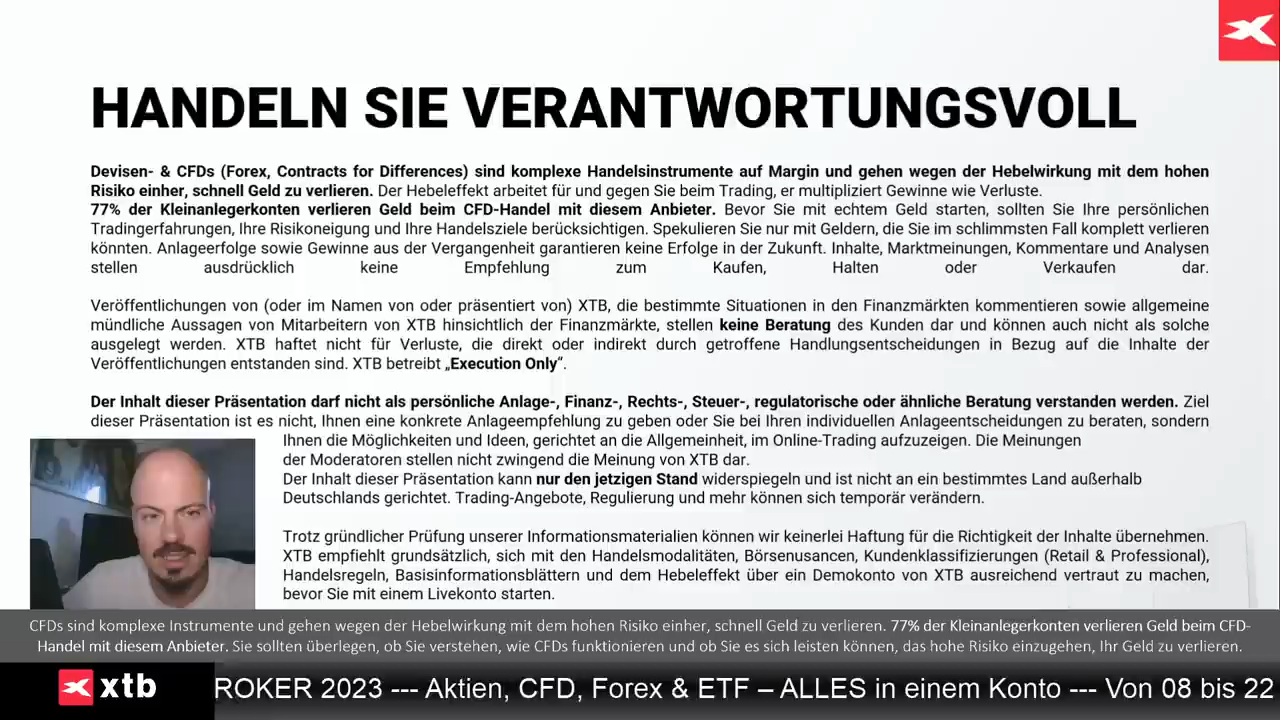 HANDELN SIE VERANTWORTUNGSVOLL
Devisen- & CFDs (Forex, Contracts for Differences) sind komplexe Handelsinstrumente auf Margin und gehen wegen der Hebelwirkung mit dem hohen
Risiko einher, schnell Geld zu verlieren. Der Hebeleffekt arbeitet für und gegen Sie beim Trading, er multipliziert Gewinne wie Verluste.
77% der Kleinanlegerkonten verlieren Geld beim CFD-Handel mit diesem Anbieter. Bevor Sie mit echtem Geld starten, sollten Sie Ihre persönlichen
Tradingerfahrungen, Ihre Risikoneigung und Ihre Handelsziele berücksichtigen. Spekulieren Sie nur mit Geldern, die Sie im schlimmsten Fall komplett verlieren
könnten. Anlageerfolge sowie Gewinne aus der Vergangenheit garantieren keine Erfolge in der Zukunft. Inhalte, Marktmeinungen, Kommentare und Analysen
stellen ausdrücklich keine Empfehlung zum Kaufen, Halten oder Verkaufen dar.
Veröffentlichungen von (oder im Namen von oder präsentiert von) XTB, die bestimmte Situationen in den Finanzmärkten kommentieren sowie allgemeine
mündliche Aussagen von Mitarbeitern von XTB hinsichtlich der Finanzmärkte, stellen keine Beratung des Kunden dar und können auch nicht als solche
ausgelegt werden. XTB haftet nicht für Verluste, die direkt oder indirekt durch getroffene Handlungsentscheidungen in Bezug auf die Inhalte der
Veröffentlichungen entstanden sind. XTB betreibt „Execution Only“.
Der Inhalt dieser Präsentation darf nicht als persönliche Anlage-, Finanz-, Rechts-, Steuer-, regulatorische oder ähnliche Beratung verstanden werden. Ziel
dieser Präsentation ist es nicht, Ihnen eine konkrete Anlageempfehlung zu geben oder Sie bei Ihren individuellen Anlageentscheidungen zu beraten, sondern
Ihnen die Möglichkeiten und Ideen, gerichtet an die Allgemeinheit, im Online-Trading aufzuzeigen. Die Meinungen
der Moderatoren stellen nicht zwingend die Meinung von XTB dar.
Der Inhalt dieser Präsentation kann nur den jetzigen Stand widerspiegeln und ist nicht an ein bestimmtes Land außerhalb
Deutschlands gerichtet. Trading-Angebote, Regulierung und mehr können sich temporär verändern.
Trotz gründlicher Prüfung unserer Informationsmaterialien können wir keinerlei Haftung für die Richtigkeit der Inhalte übernehmen.
XTB empfiehlt grundsätzlich, sich mit den Handelsmodalitäten, Börsenusancen, Kundenklassifizierungen (Retail & Professional),
Handelsregeln, Basisinformationsblättern und dem Hebeleffekt über ein Demokonto von XTB ausreichend vertraut zu machen,
bevor Sie mit einem Livekonto starten.
CFDs sind komplexe Instrumente und gehen wegen der Hebelwirkung mit dem hohen Risiko einher, schnell Geld zu verlieren. 77% der Kleinanlegerkonten verlieren Geld beim CFD-
Handel mit diesem Anbieter. Sie sollten überlegen, ob Sie verstehen, wie CFDs funktionieren und ob Sie es sich leisten können, das hohe Risiko einzugehen, Ihr Geld zu verlieren.
xtb ROKER 2023 --- Aktien, CFD, Forex & ETF – ALLES in einem Konto --- Von 08 bis 22